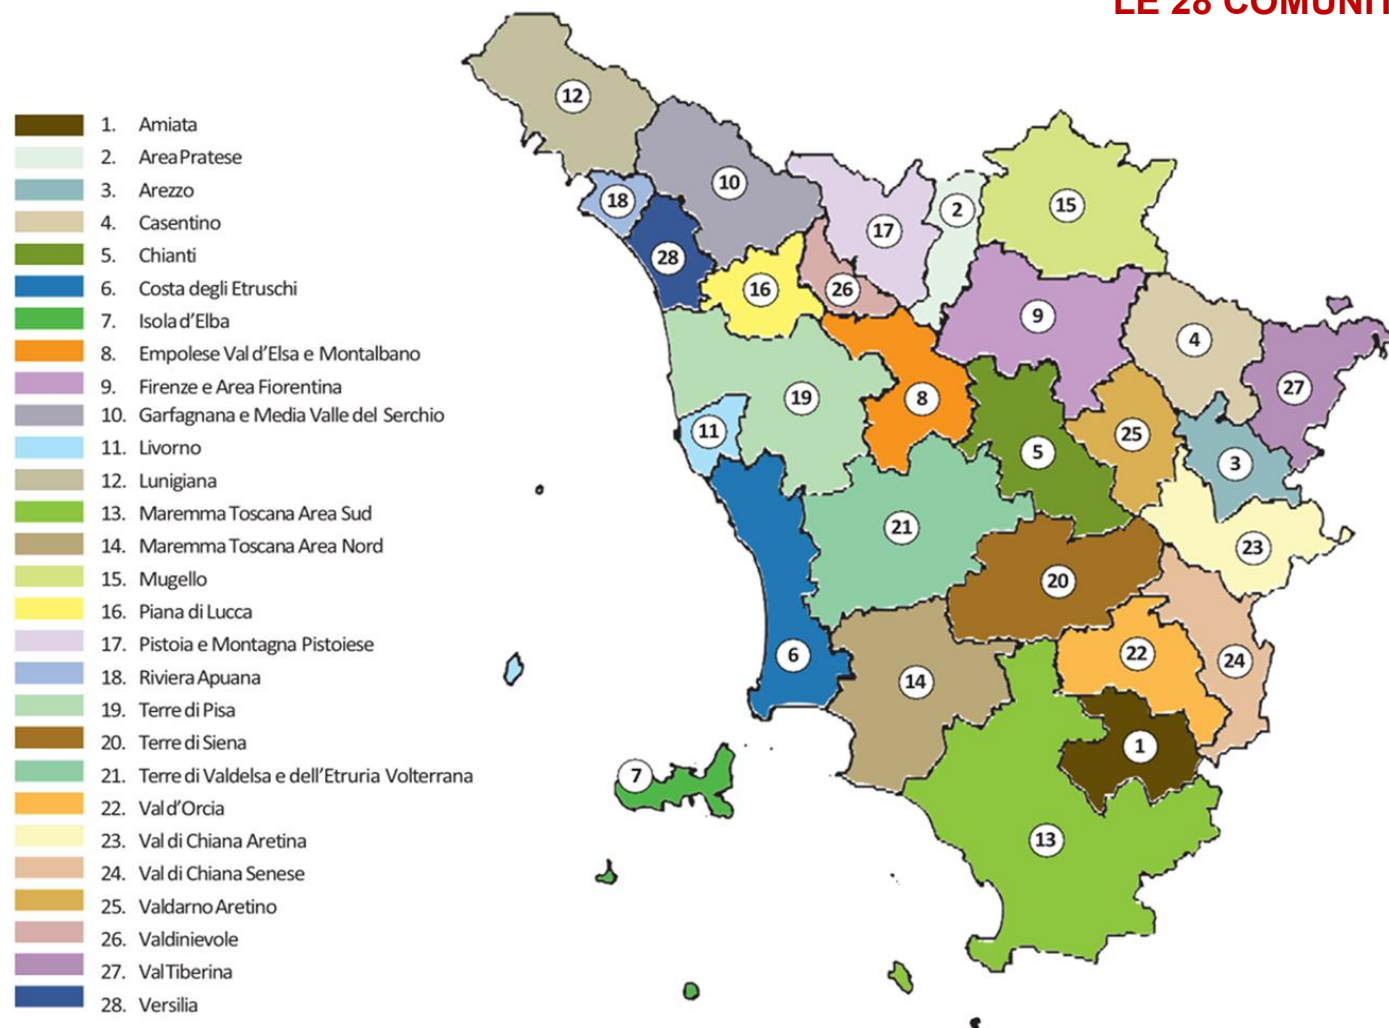 LE 28 COMUNIT
1. Amiata
2. Area Pratese
3. Arezzo
4. Casentino
5. Chianti
6. Costa degli Etruschi
7. Isola d'Elba
8. Empolese Val d'Elsa e Montalbano
9. Firenze e Area Fiorentina
10. Garfagnana e Media Valle del Serchio
11. Livorno
12. Lunigiana
13. Maremma Toscana Area Sud
14. Maremma Toscana Area Nord
15. Mugello
16. Piana di Lucca
17. Pistoia e Montagna Pistoiese
18. Riviera Apuana
19. Terre di Pisa
20. Terre di Siena
21. Terre di Valdelsa e dell'Etruria Volterrana
22. Val d'Orcia
23. Val di Chiana Aretina
24. Val di Chiana Senese
25. Valdarno Aretino
26. Valdinievole
27. Val Tiberina
28. Versilia
12
10
18
2
15
17
28
16
26
9
4
27
19
8
11
25
5
3
21
23
20
22
6
24
14
1
7
13